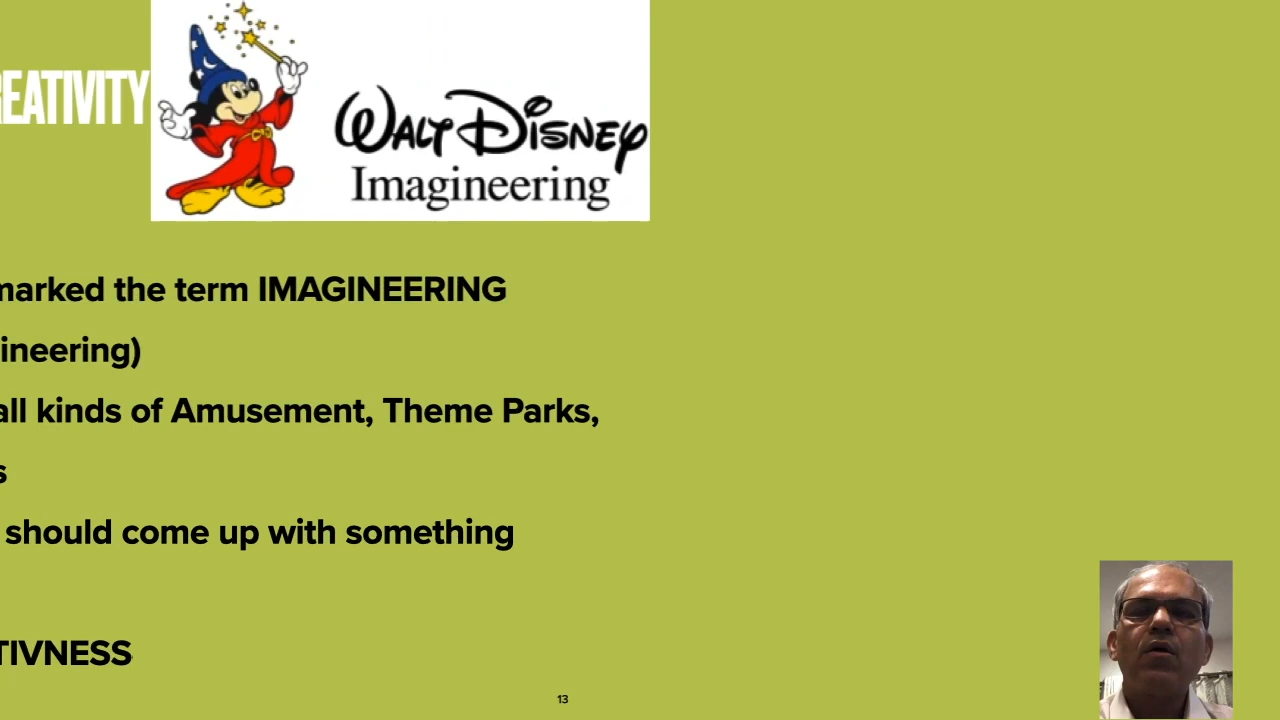 REATIVITY
WALT DISNEY
Imagineering
marked the term IMAGINEERING
ineering)
all kinds of Amusement, Theme Parks,
s
should come up with something
TIVNESS
13